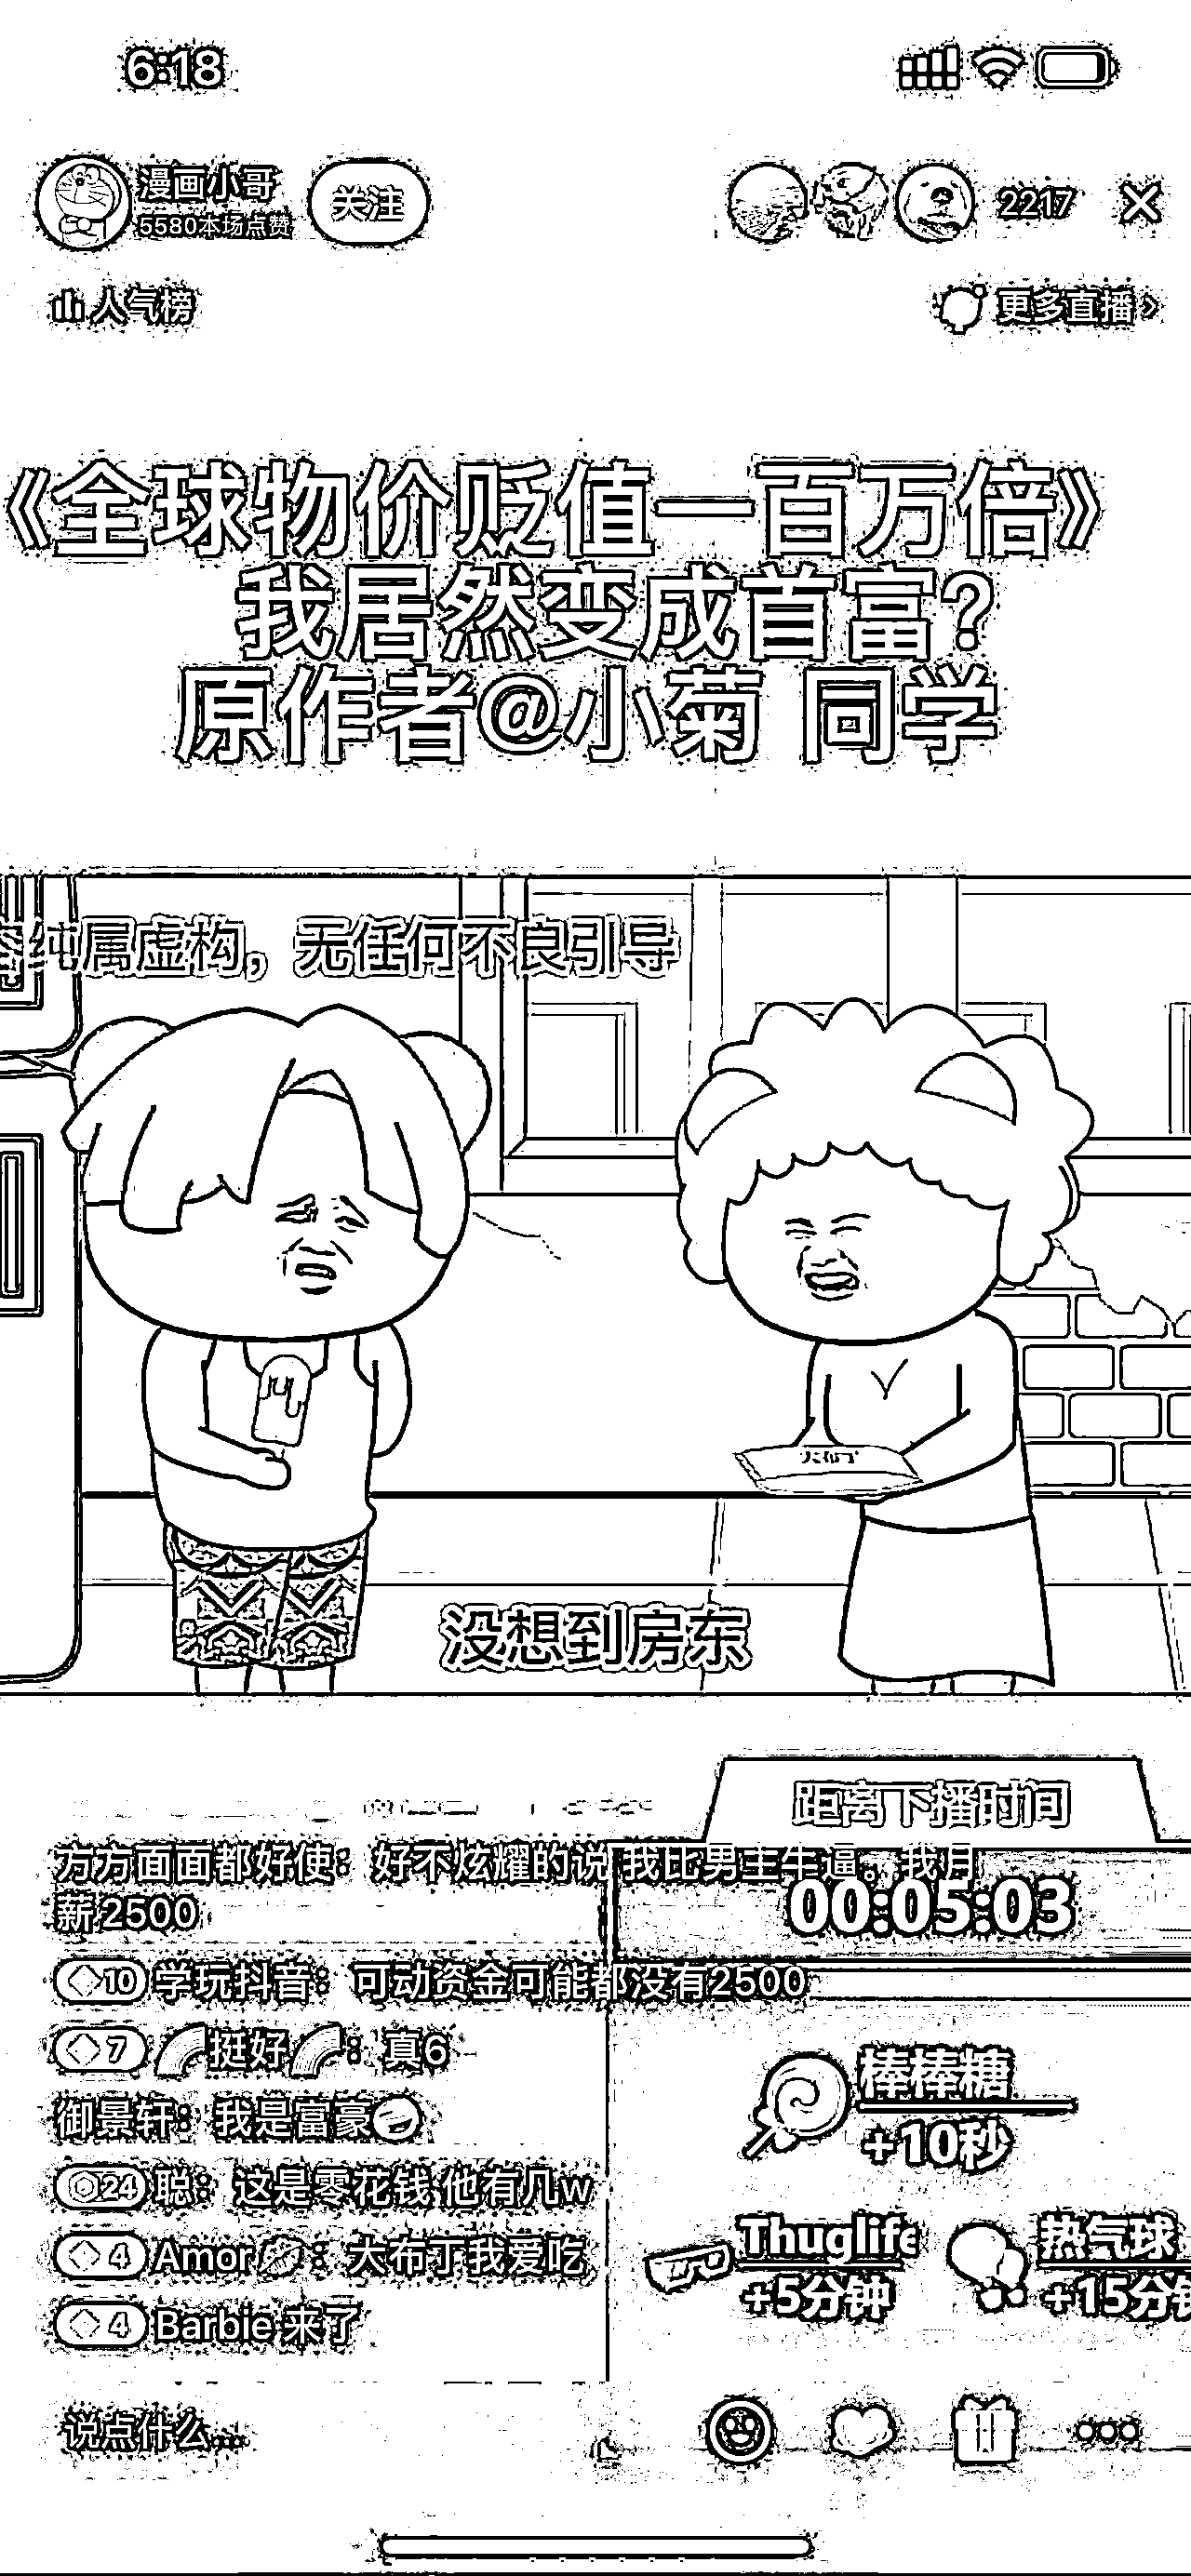 6:18
漫画小哥
5580本场点赞
关注
2217
人气榜
更多直播
《全球物价贬值一百万倍》
我居然变成首富?
原作者@小菊 同学
纯属虚构，无任何不良引导
大布丁
没想到房东
距离下播时间
00:05:03
方方面面都好使：好不炫耀的说 我比男主牛逼。我月
薪2500
10 学玩抖音：可动资金可能都没有2500
7 挺好：真6
御景轩：我是富豪
24 聪：这是零花钱 他有几w
4 Amor：大布丁我爱吃
4 Barbie 来了
棒棒糖
+10秒
Thuglife
+5分钟
热气球
+15分钟
说点什么...